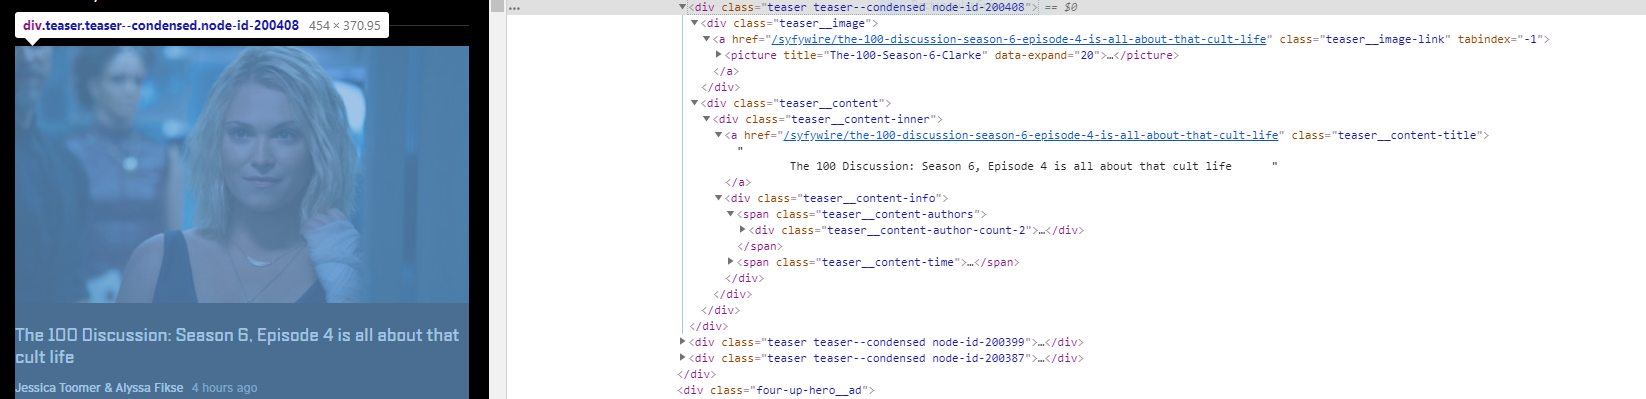 div.teaser.teaser--condensed.node-id-200408 454 × 370.95
The 100 Discussion: Season 6, Episode 4 is all about that
cult life
Jessica Toomer & Alyssa Fikse 4 hours ago
… ▼<div class="teaser teaser--condensed node-id-200408"> == $0
▼<div class="teaser__image">
▼<a href="/syfywire/the-100-discussion-season-6-episode-4-is-all-about-that-cult-life" class="teaser__image-link" tabindex="-1">
▶<picture title="The-100-Season-6-Clarke" data-expand="20">…</picture>
</a>
</div>
▼<div class="teaser__content">
▼<div class="teaser__content-inner">
▼<a href="/syfywire/the-100-discussion-season-6-episode-4-is-all-about-that-cult-life" class="teaser__content-title">
"
The 100 Discussion: Season 6, Episode 4 is all about that cult life "
</a>
▼<div class="teaser__content-info">
▼<span class="teaser__content-authors">
▶<div class="teaser__content-author-count-2">…</div>
</span>
▶<span class="teaser__content-time">…</span>
</div>
</div>
</div>
</div>
▶<div class="teaser teaser--condensed node-id-200399">…</div>
▶<div class="teaser teaser--condensed node-id-200387">…</div>
</div>
<div class="four-up-hero__ad">